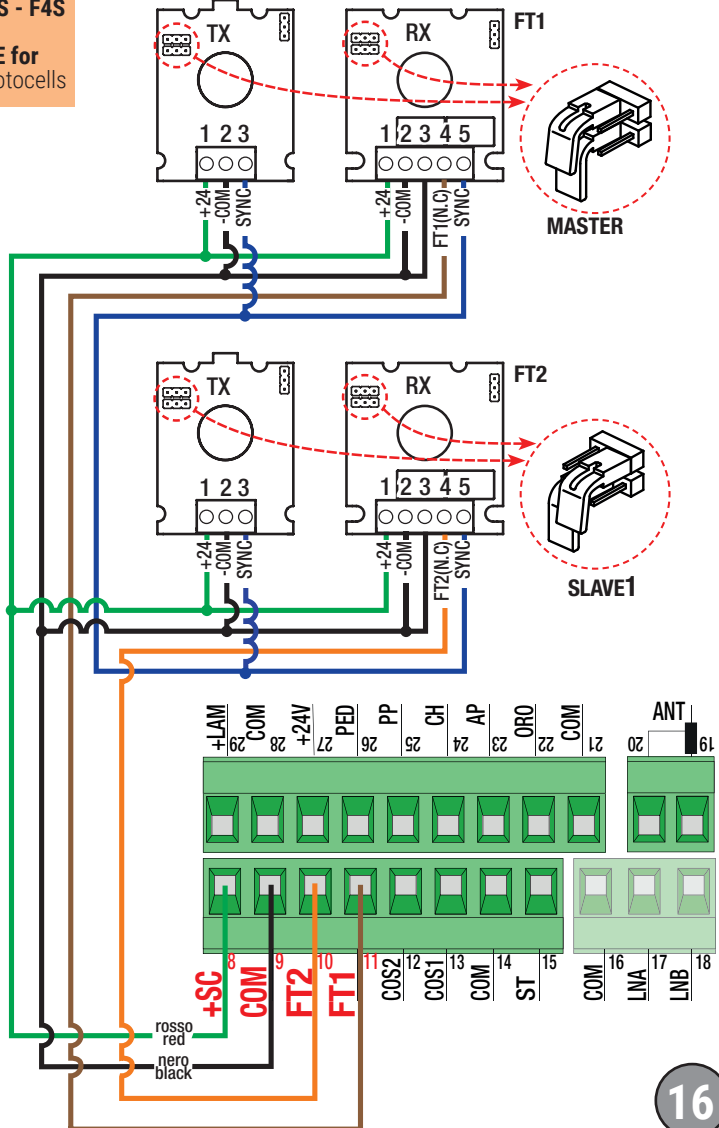 S - F4S
E for
otocells
TX
RX
FT1
1 2 3
1 2 3 4 5
+24
-COM
SYNC
+24
-COM
FT1(N.C)
SYNC
MASTER
TX
RX
FT2
1 2 3
1 2 3 4 5
+24
-COM
SYNC
+24
-COM
FT2(N.C)
SYNC
SLAVE1
+LAM
COM
+24V
PED
PP
CH
AP
ORO
COM
ANT
29
28
27
26
25
24
23
22
21
20
19
8
9
10
11
12
13
14
15
16
17
18
+SC
COM
FT2
FT1
COS2
COS1
COM
ST
COM
LNA
LNB
rosso
red
nero
black
16